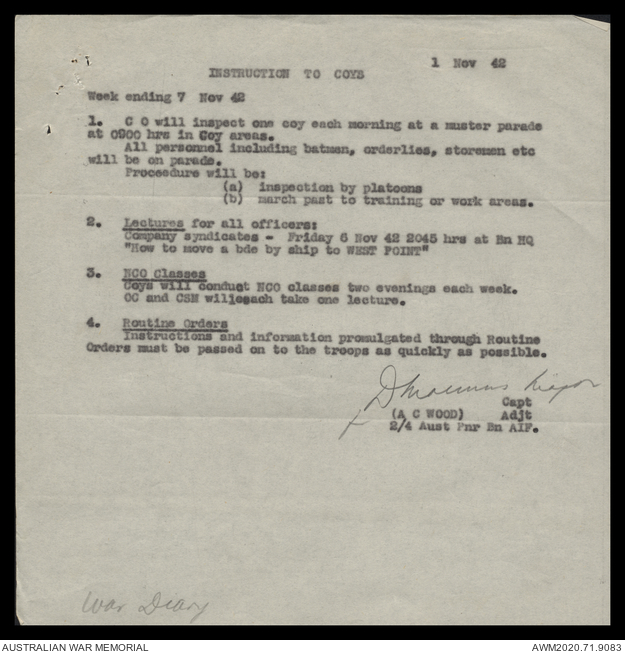 1 Nov 42
INSTRUCTION TO COYS
Week ending 7 Nov 42
1. C O will inspect one coy each morning at a muster parade
at 0900 hrs in Coy areas.
All personnel including batmen, orderlies, storemen etc
will be on parade.
Proceedure will be:
(a) inspection by platoons
(b) march past to training or work areas.
2. Lectures for all officers:
Company syndicates - Friday 6 Nov 42 2045 hrs at Bn HQ
"How to move a bde by ship to WEST POINT"
3. NCO Classes
Coys will conduct NCO classes two evenings each week.
OC and CSM will each take one lecture.
4. Routine Orders
Instructions and information promulgated through Routine
Orders must be passed on to the troops as quickly as possible.
Capt
(A C WOOD) Adjt
2/4 Aust Pnr Bn AIF.
War Diary
AUSTRALIAN WAR MEMORIAL
AWM2020.71.9083